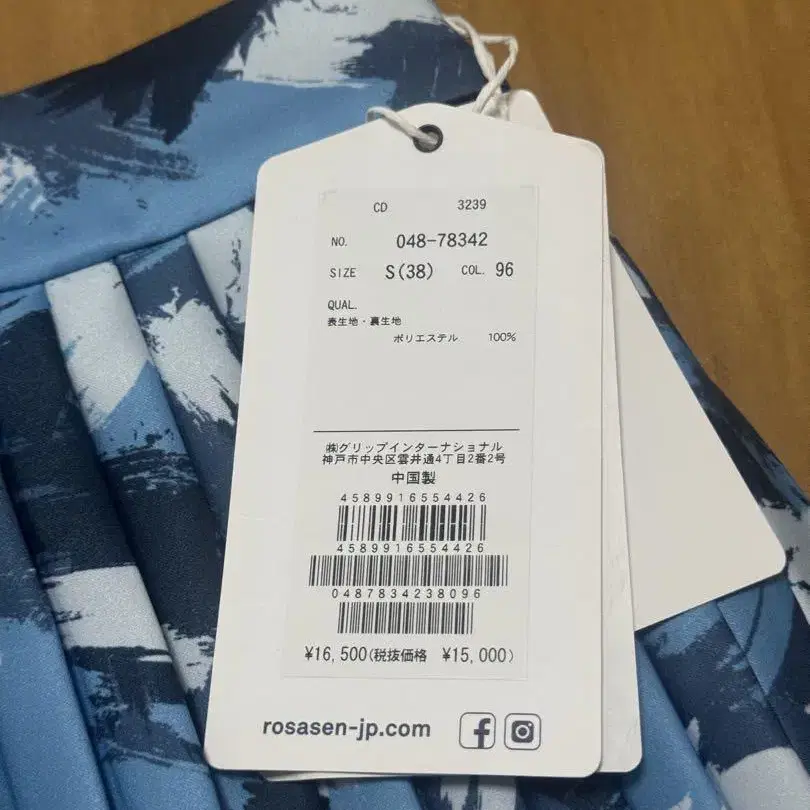 CD 3239
NO. 048-78342
SIZE S(38) COL. 96
QUAL.
表生地・裏生地
ポリエステル 100%
㈱グリップインターナショナル
神戸市中央区雲井通4丁目2番2号
中国製
4589916554426
4589916554426
0487834238096
¥16,500(税抜価格 ¥15,000)
rosasen-jp.com